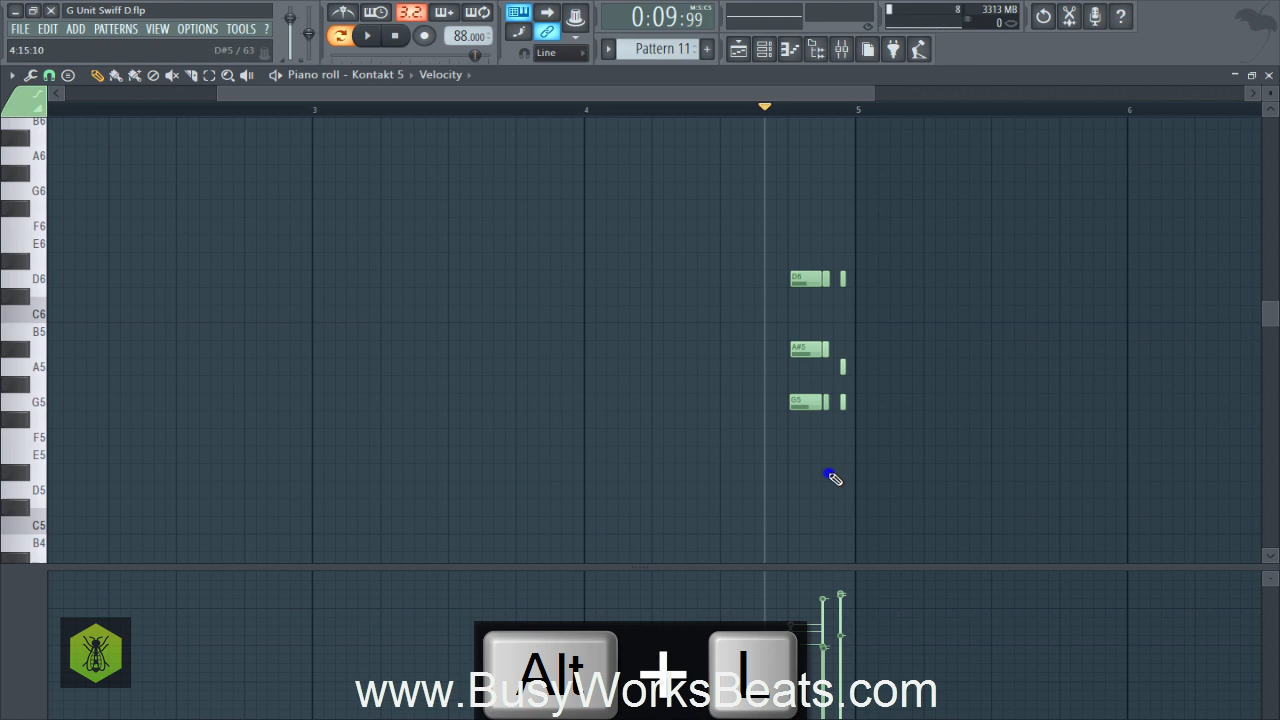 G Unit Swiff D flp
FILE EDIT ADD PATTERNS VIEW OPTIONS TOOLS ?
4:15:10 D#5 / 63
3.2
88.000
Line
0:09:99
M:S:CS
Pattern 11
8 3313 MB
0
Piano roll - Kontakt 5 › Velocity ›
3 4 5 6
B6
A6
G6
F6
E6
D6
D6
C6
B5
A#5
A5
G5
G5
F5
E5
D5
C5
B4
Alt + L
www.BusyWorksBeats.com